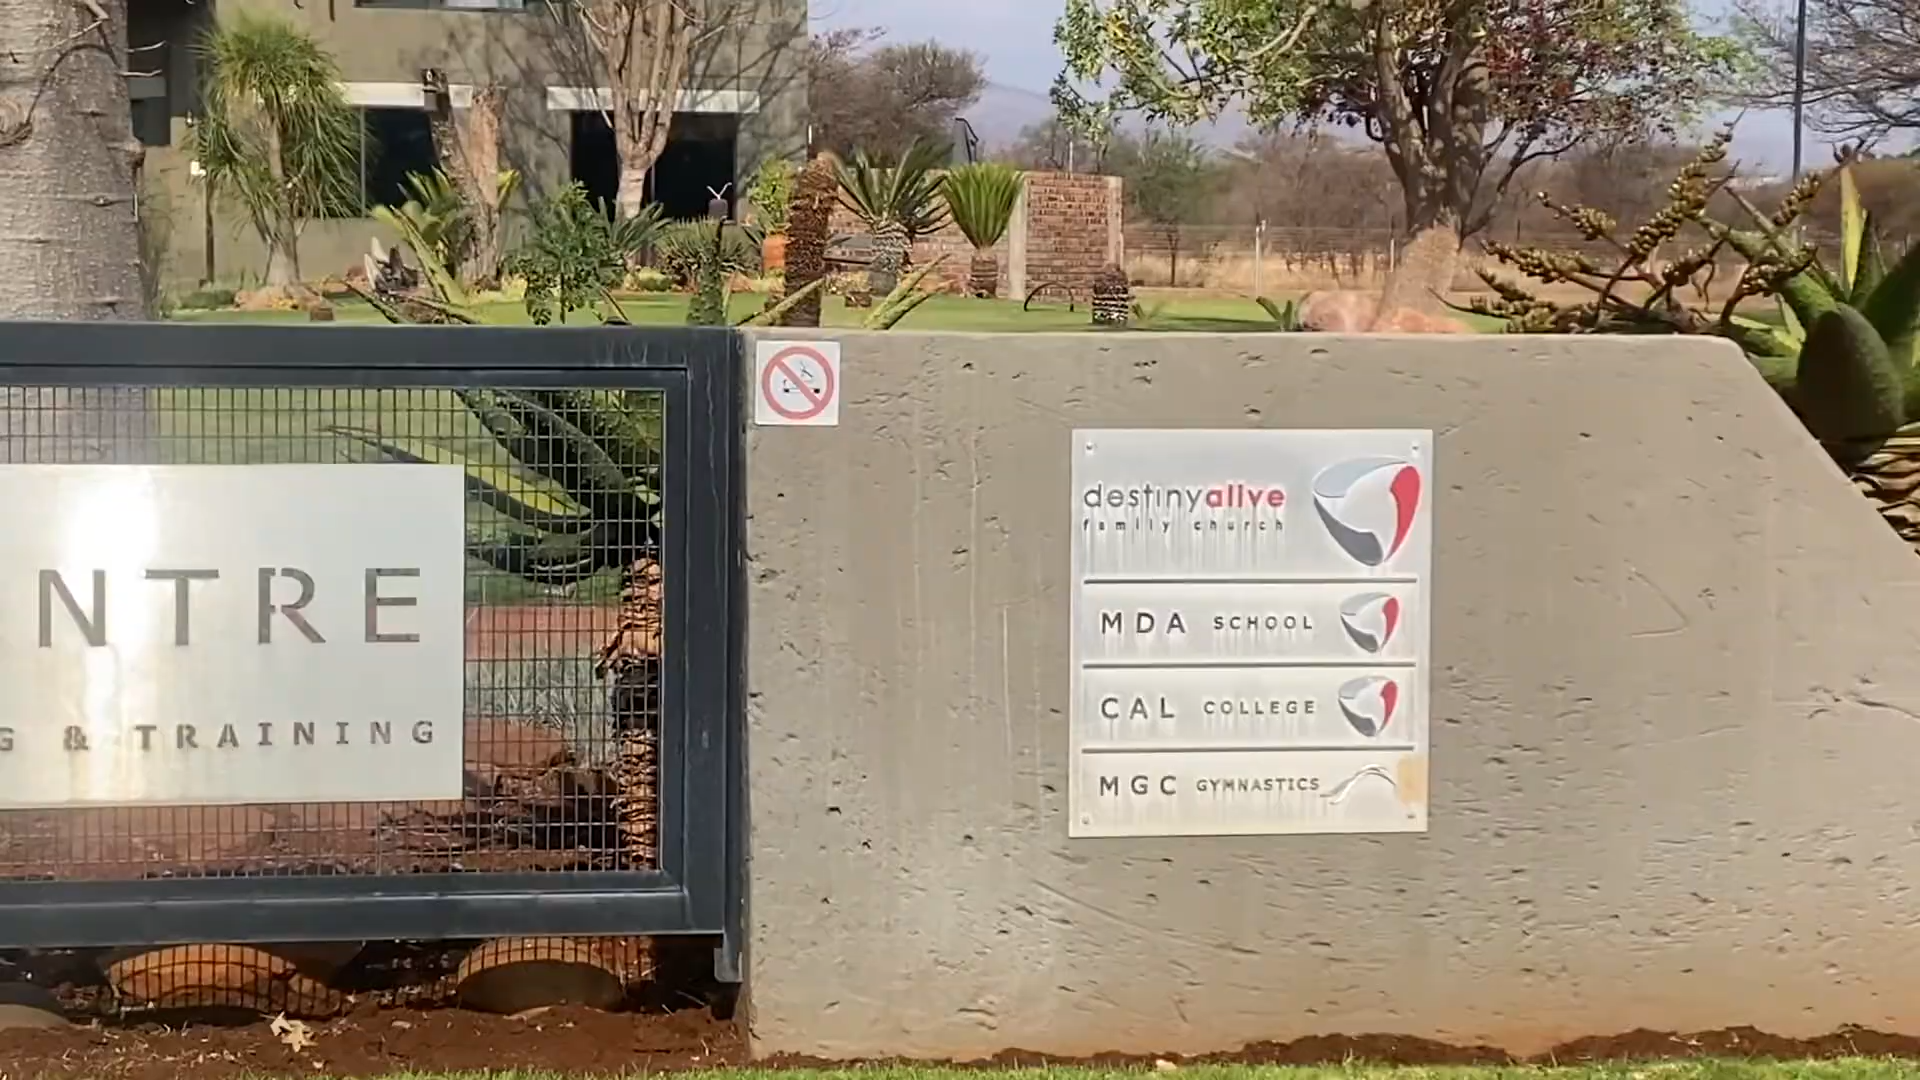 NTRE
G & TRAINING
destinyalive
family church
MDA SCHOOL
CAL COLLEGE
MGC GYMNASTICS